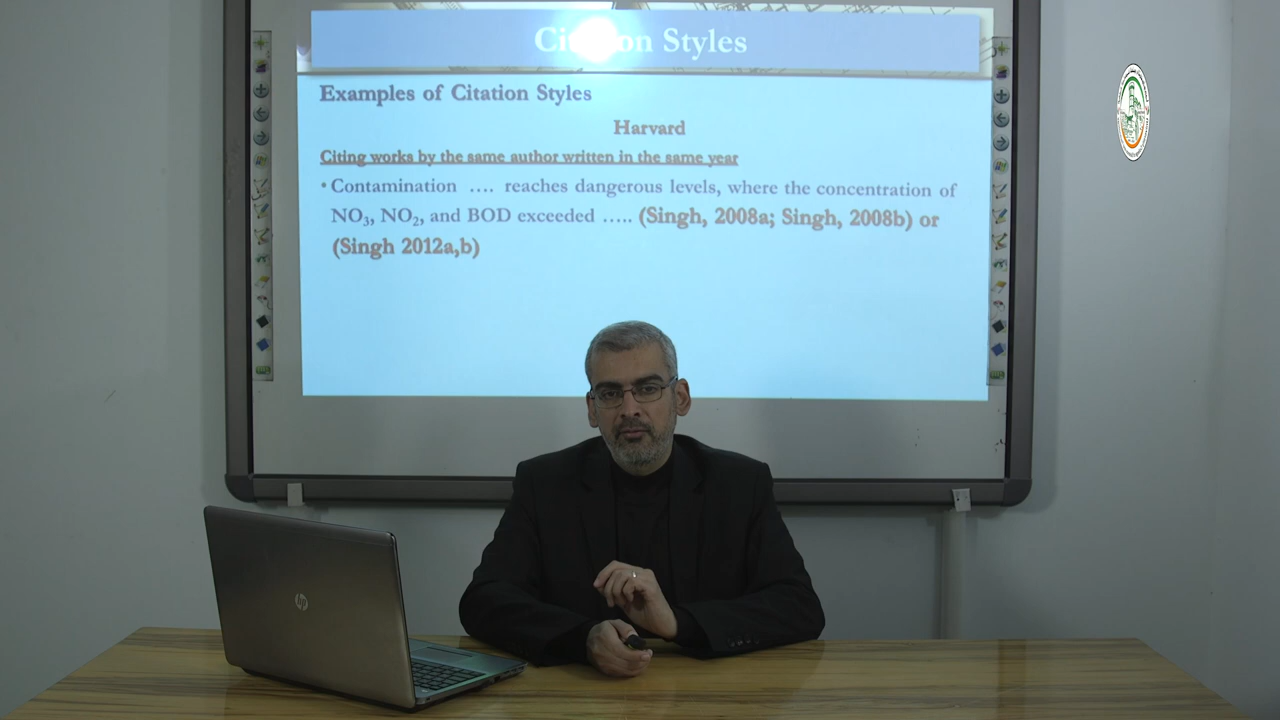 Citation Styles
Examples of Citation Styles
Harvard
Citing works by the same author written in the same year
• Contamination .... reaches dangerous levels, where the concentration of
NO₃, NO₂, and BOD exceeded ..... (Singh, 2008a; Singh, 2008b) or
(Singh 2012a,b)
hp